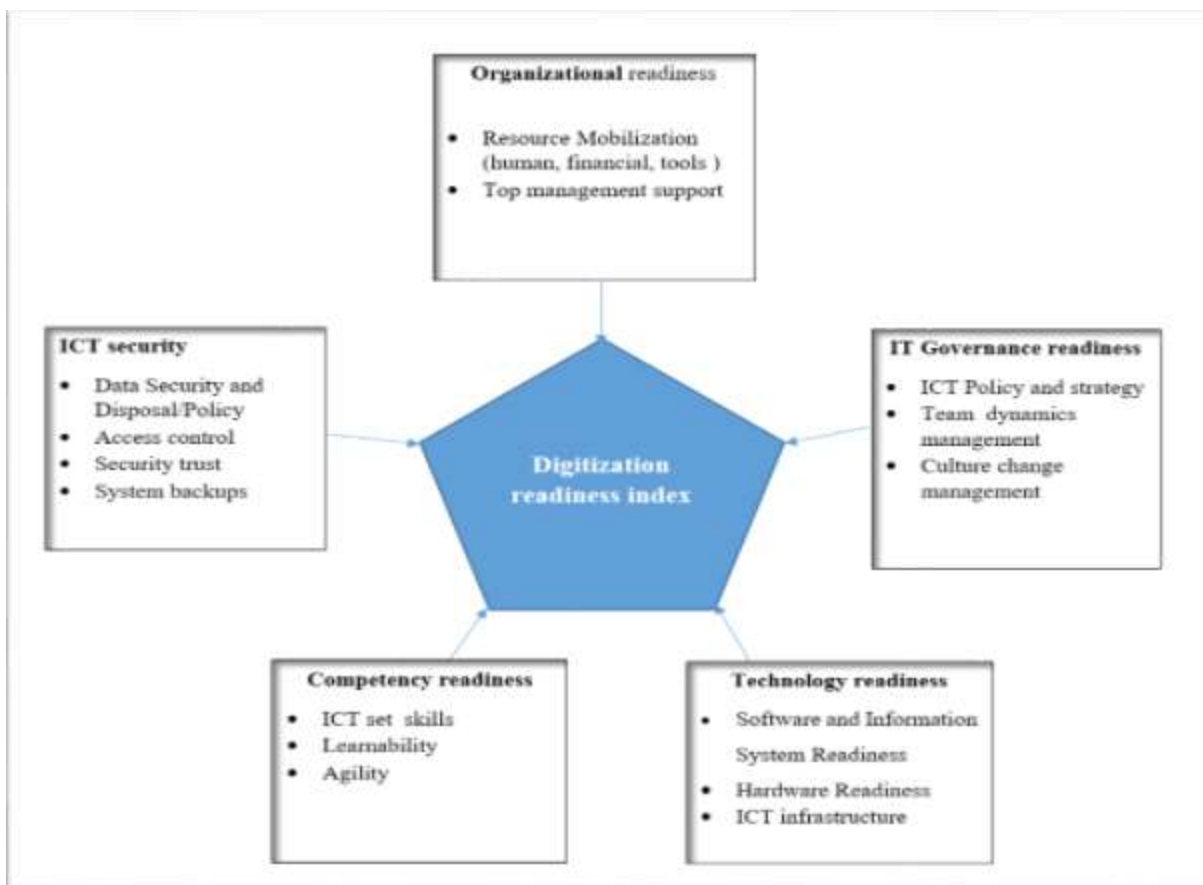 Organizational readiness
• Resource Mobilization
(human, financial, tools )
• Top management support
ICT security
• Data Security and
Disposal/Policy
• Access control
• Security trust
• System backups
IT Governance readiness
• ICT Policy and strategy
• Team dynamics
management
• Culture change
management
Digitization
readiness index
Competency readiness
• ICT set skills
• Learnability
• Agility
Technology readiness
• Software and Information
System Readiness
• Hardware Readiness
• ICT infrastructure